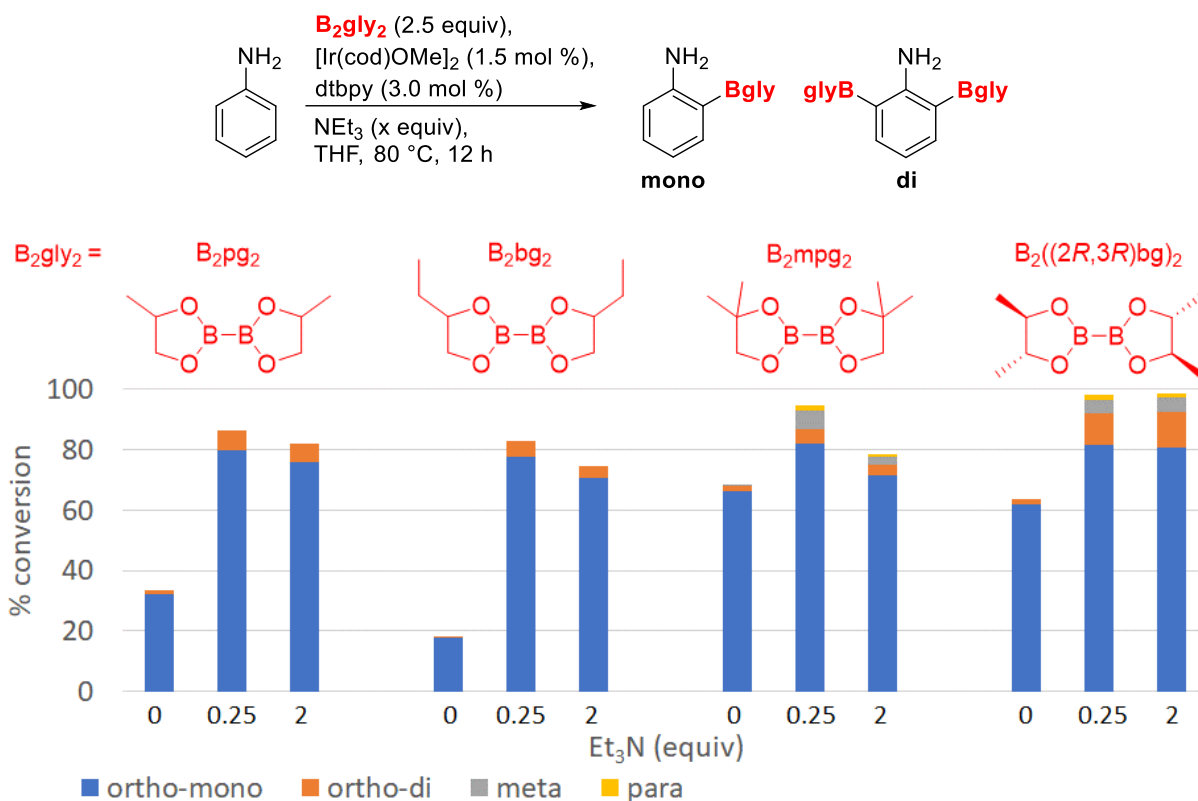 B₂gly₂ (2.5 equiv),
[Ir(cod)OMe]₂ (1.5 mol %),
dtbpy (3.0 mol %)
NEt₃ (x equiv),
THF, 80 °C, 12 h
NH₂
NH₂
Bgly
mono
NH₂
glyB
Bgly
di
B₂gly₂ =
B₂pg₂
B₂bg₂
B₂mpg₂
B₂((2R,3R)bg)₂
O O
B B
O O
O O
B B
O O
O O
B B
O O
O O
B B
O O
% conversion
100
80
60
40
20
0
0 0.25 2 0 0.25 2 0 0.25 2 0 0.25 2
Et₃N (equiv)
ortho-mono ortho-di meta para